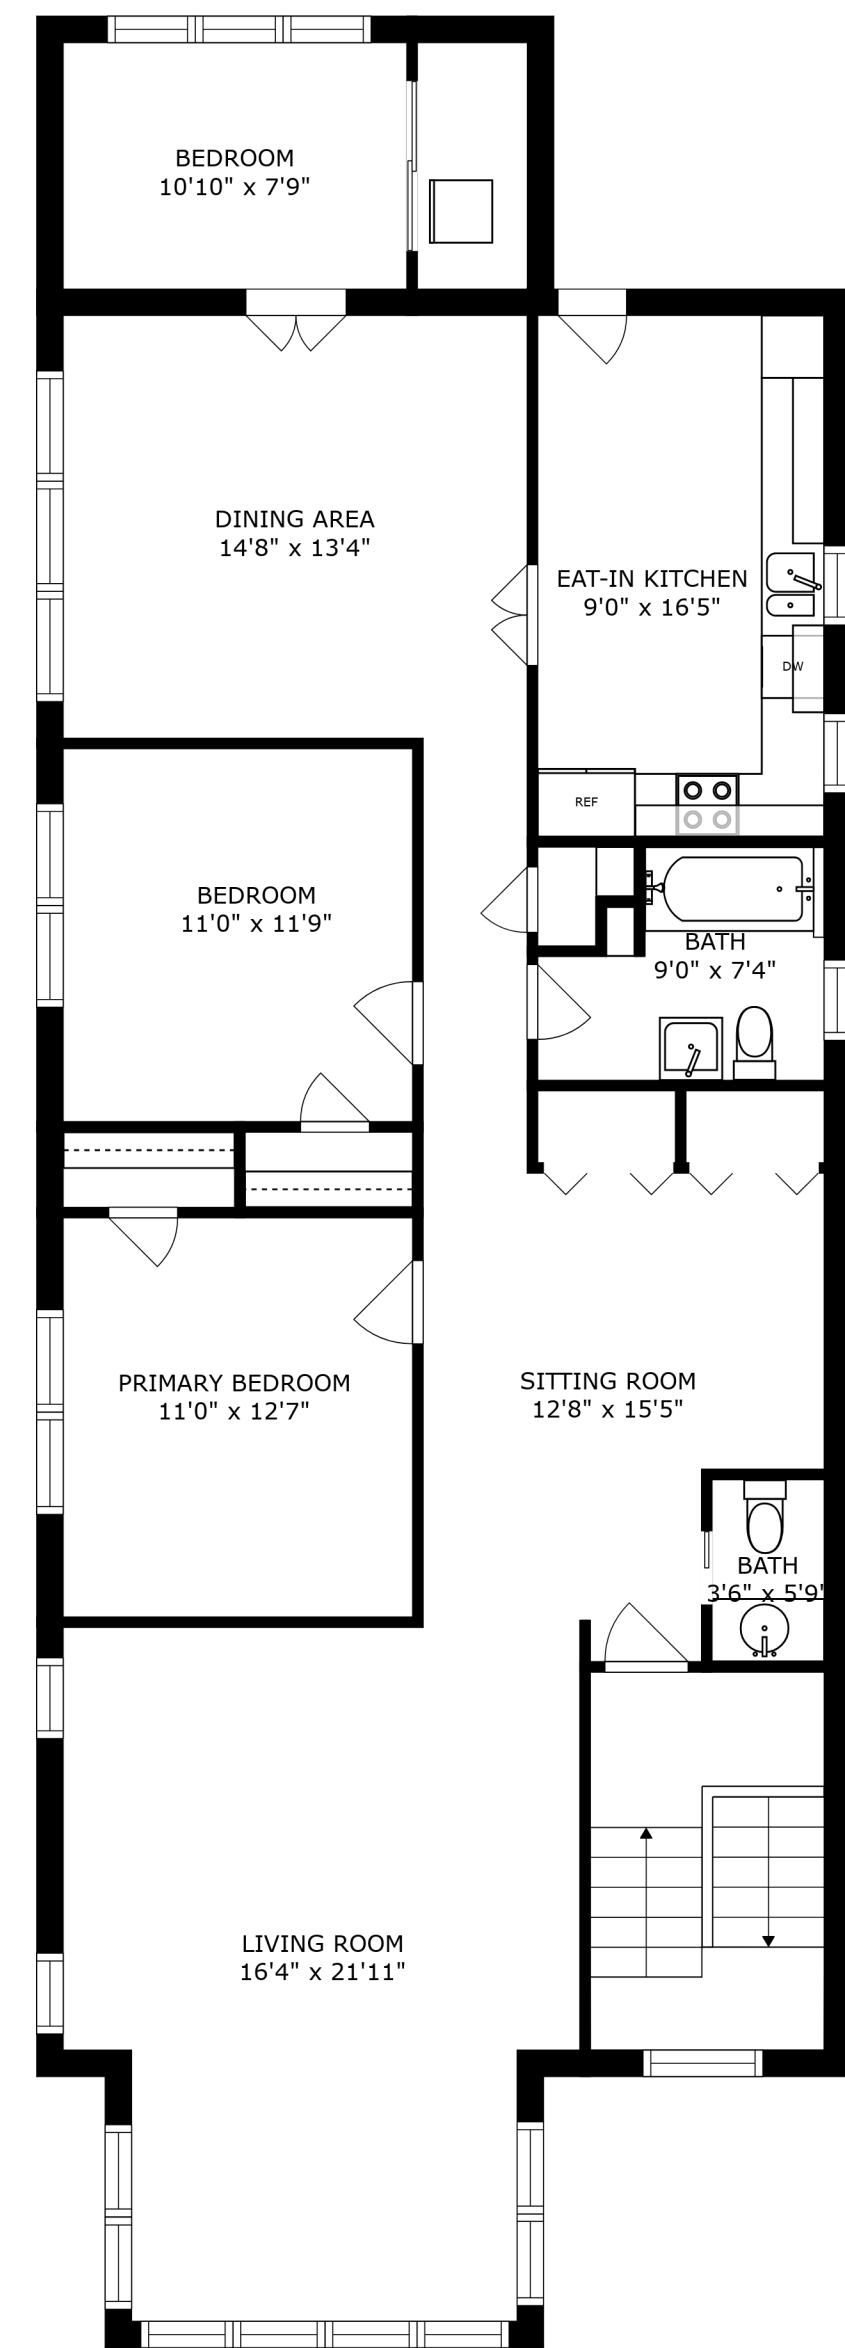 BEDROOM
10'10" x 7'9"
DINING AREA
14'8" x 13'4"
EAT-IN KITCHEN
9'0" x 16'5"
DW
REF
BEDROOM
11'0" x 11'9"
BATH
9'0" x 7'4"
PRIMARY BEDROOM
11'0" x 12'7"
SITTING ROOM
12'8" x 15'5"
BATH
3'6" x 5'9"
LIVING ROOM
16'4" x 21'11"